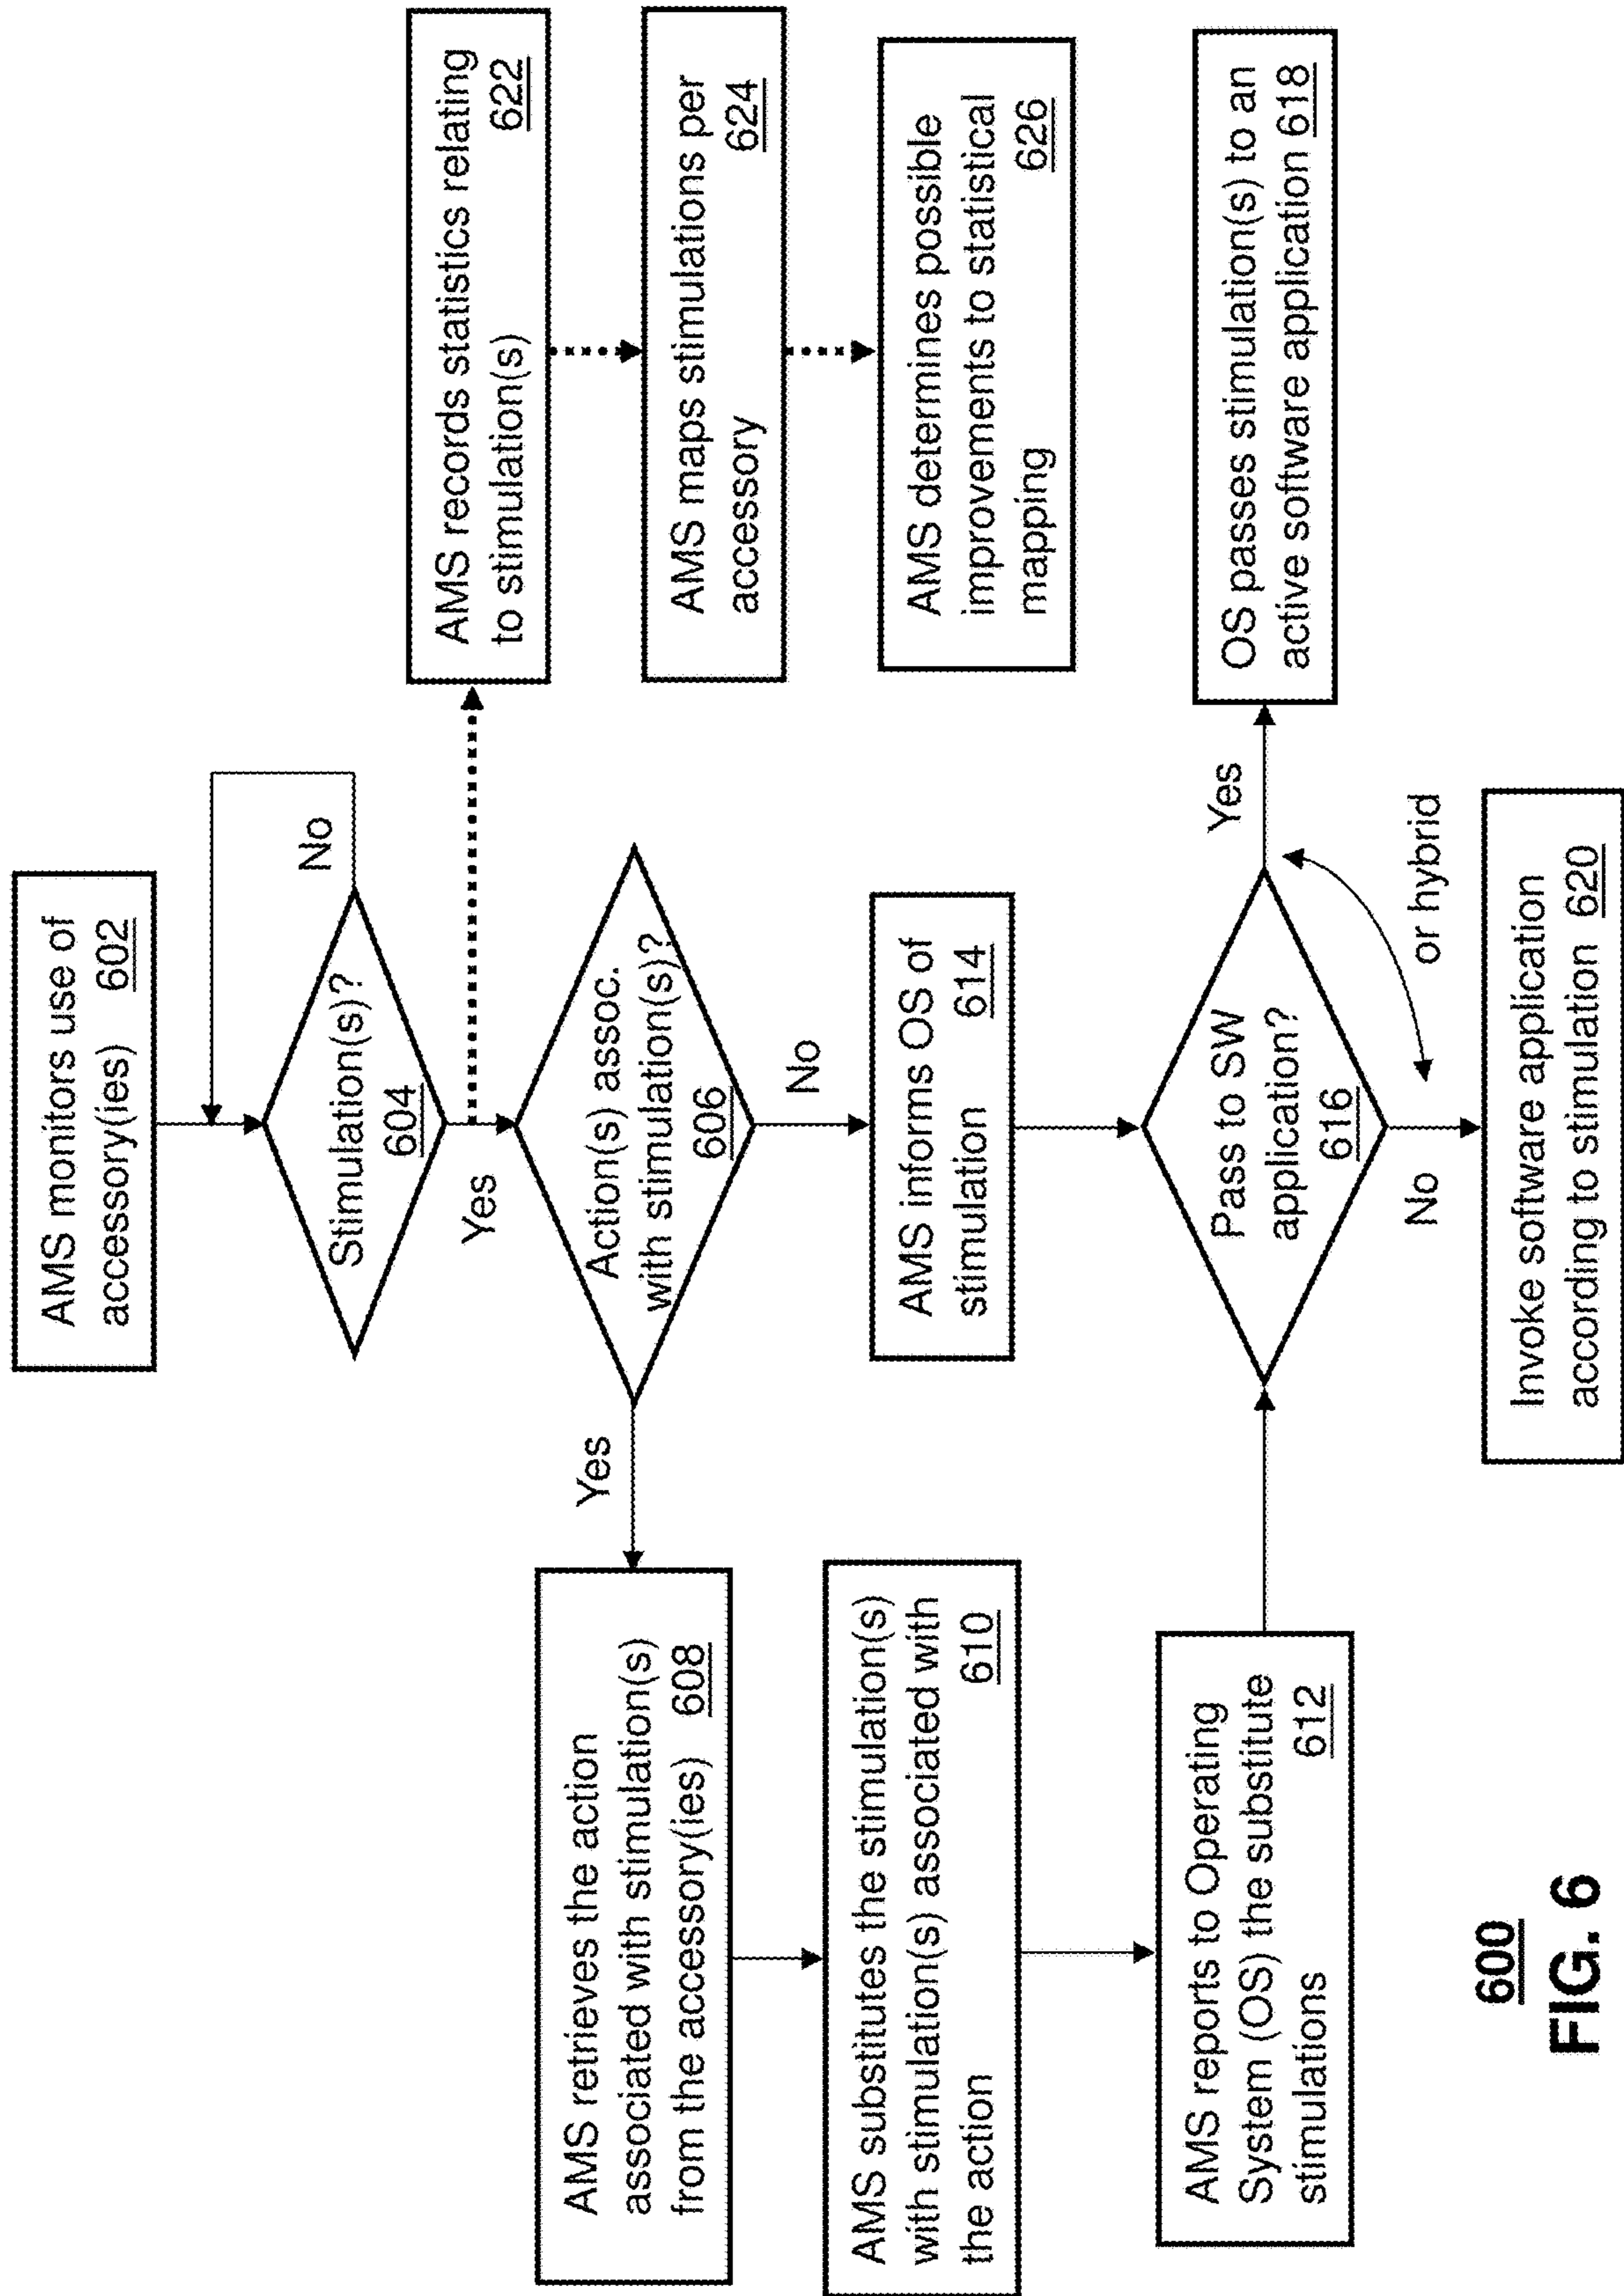 AMS monitors use of
accessory(ies) 602
No
Stimulation(s)?
604
Yes
AMS records statistics relating
to stimulation(s) 622
AMS maps stimulations per
accessory 624
AMS determines possible
improvements to statistical
mapping 626
Action(s) assoc.
with stimulation(s)?
606
Yes
No
AMS retrieves the action
associated with stimulation(s)
from the accessory(ies) 608
AMS substitutes the stimulation(s)
with stimulation(s) associated with
the action 610
AMS reports to Operating
System (OS) the substitute
stimulations 612
AMS informs OS of
stimulation 614
Pass to SW
application?
616
Yes
OS passes stimulation(s) to an
active software application 618
or hybrid
No
Invoke software application
according to stimulation 620
600
FIG. 6